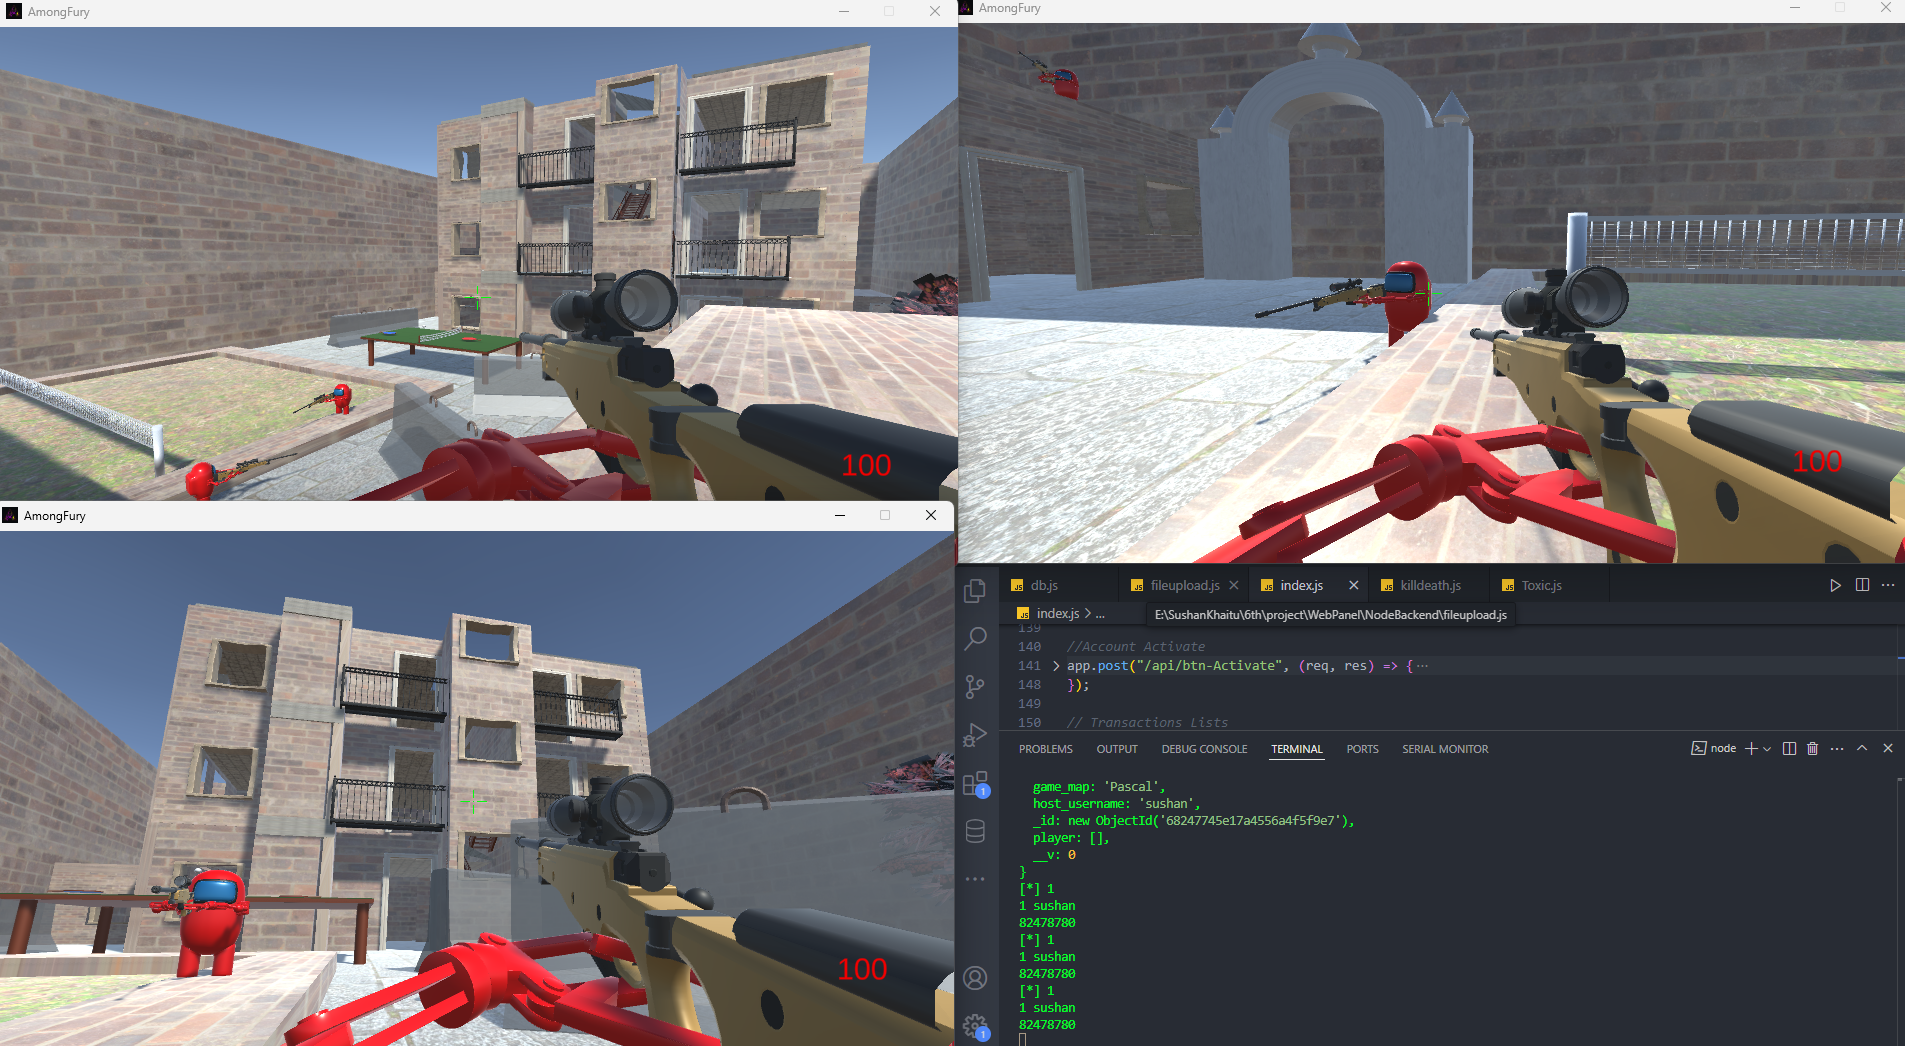 AmongFury
AmongFury
100
100
AmongFury
100
db.js
fileupload.js
index.js
killdeath.js
Toxic.js
index.js > ...
E:\SushanKhaitu\6th\project\WebPanel\NodeBackend\fileupload.js
139
140 //Account Activate
141 app.post("/api/btn-Activate", (req, res) => { ...
148 });
149
150 // Transactions Lists
PROBLEMS OUTPUT DEBUG CONSOLE TERMINAL PORTS SERIAL MONITOR
node
game_map: 'Pascal',
host_username: 'sushan',
_id: new ObjectId('68247745e17a4556a4f5f9e7'),
player: [],
__v: 0
}
[*] 1
1 sushan
82478780
[*] 1
1 sushan
82478780
[*] 1
1 sushan
82478780
1
1